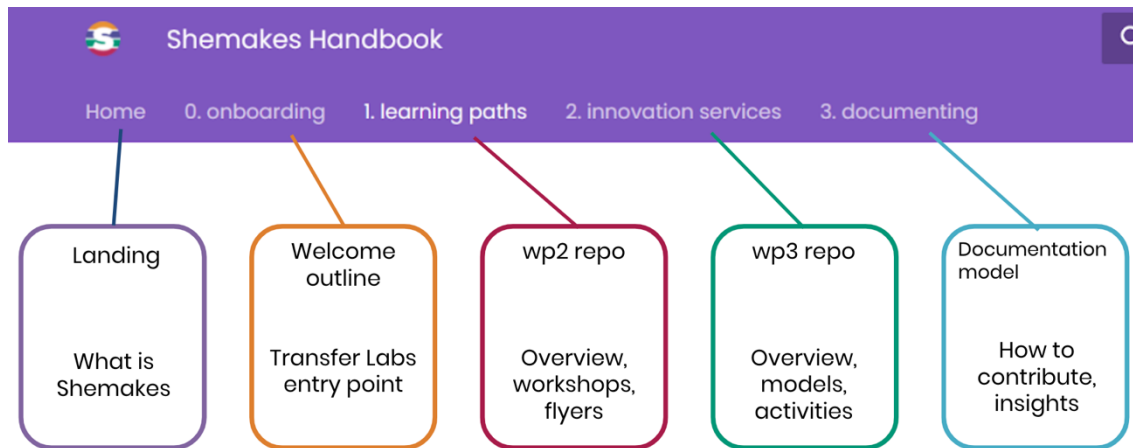 S
Shemakes Handbook
Home 0. onboarding 1. learning paths 2. innovation services 3. documenting
Landing
What is
Shemakes
Welcome
outline
Transfer Labs
entry point
wp2 repo
Overview,
workshops,
flyers
wp3 repo
Overview,
models,
activities
Documentation
model
How to
contribute,
insights